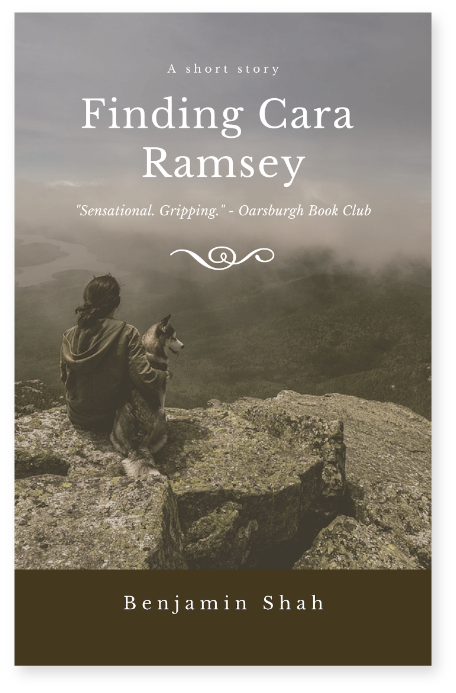 A short story
Finding Cara
Ramsey
"Sensational. Gripping." - Oarsburgh Book Club
Benjamin Shah